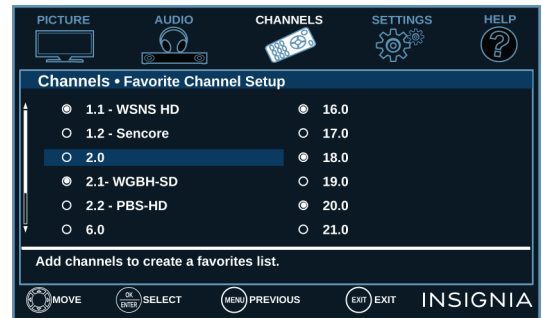 PICTURE AUDIO CHANNELS SETTINGS HELP
?
Channels • Favorite Channel Setup
1.1 - WSNS HD 16.0
1.2 - Sencore 17.0
2.0 18.0
2.1- WGBH-SD 19.0
2.2 - PBS-HD 20.0
6.0 21.0
Add channels to create a favorites list.
MOVE OK ENTER SELECT MENU PREVIOUS EXIT EXIT INSIGNIA